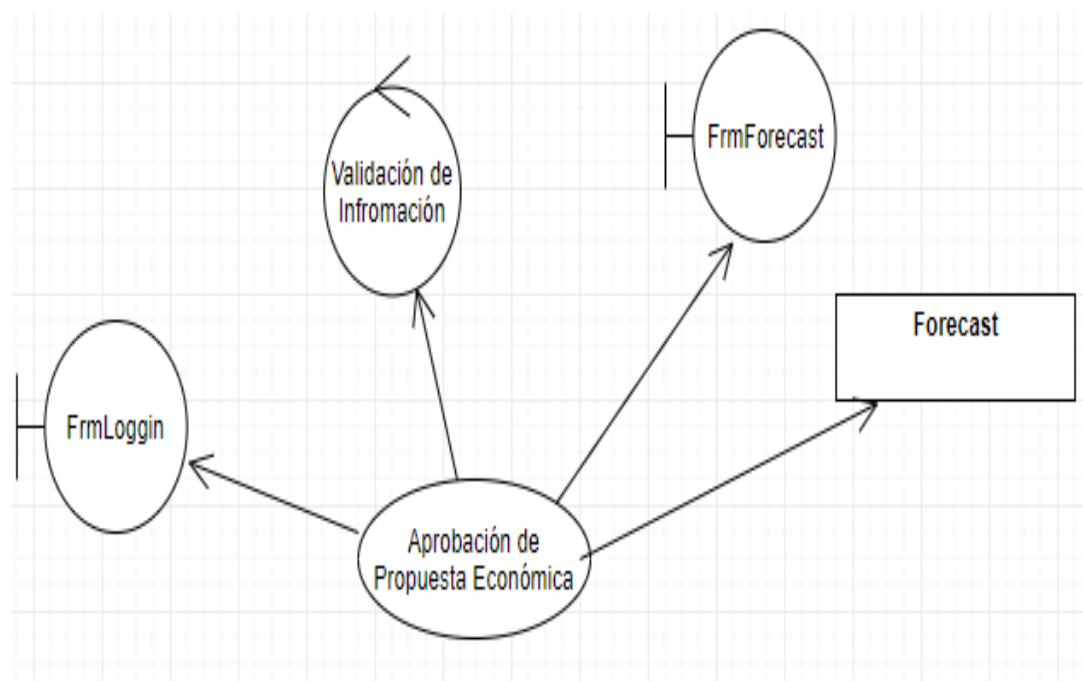 FrmForecast
Validación de
Infromación
Forecast
FrmLoggin
Aprobación de
Propuesta Económica